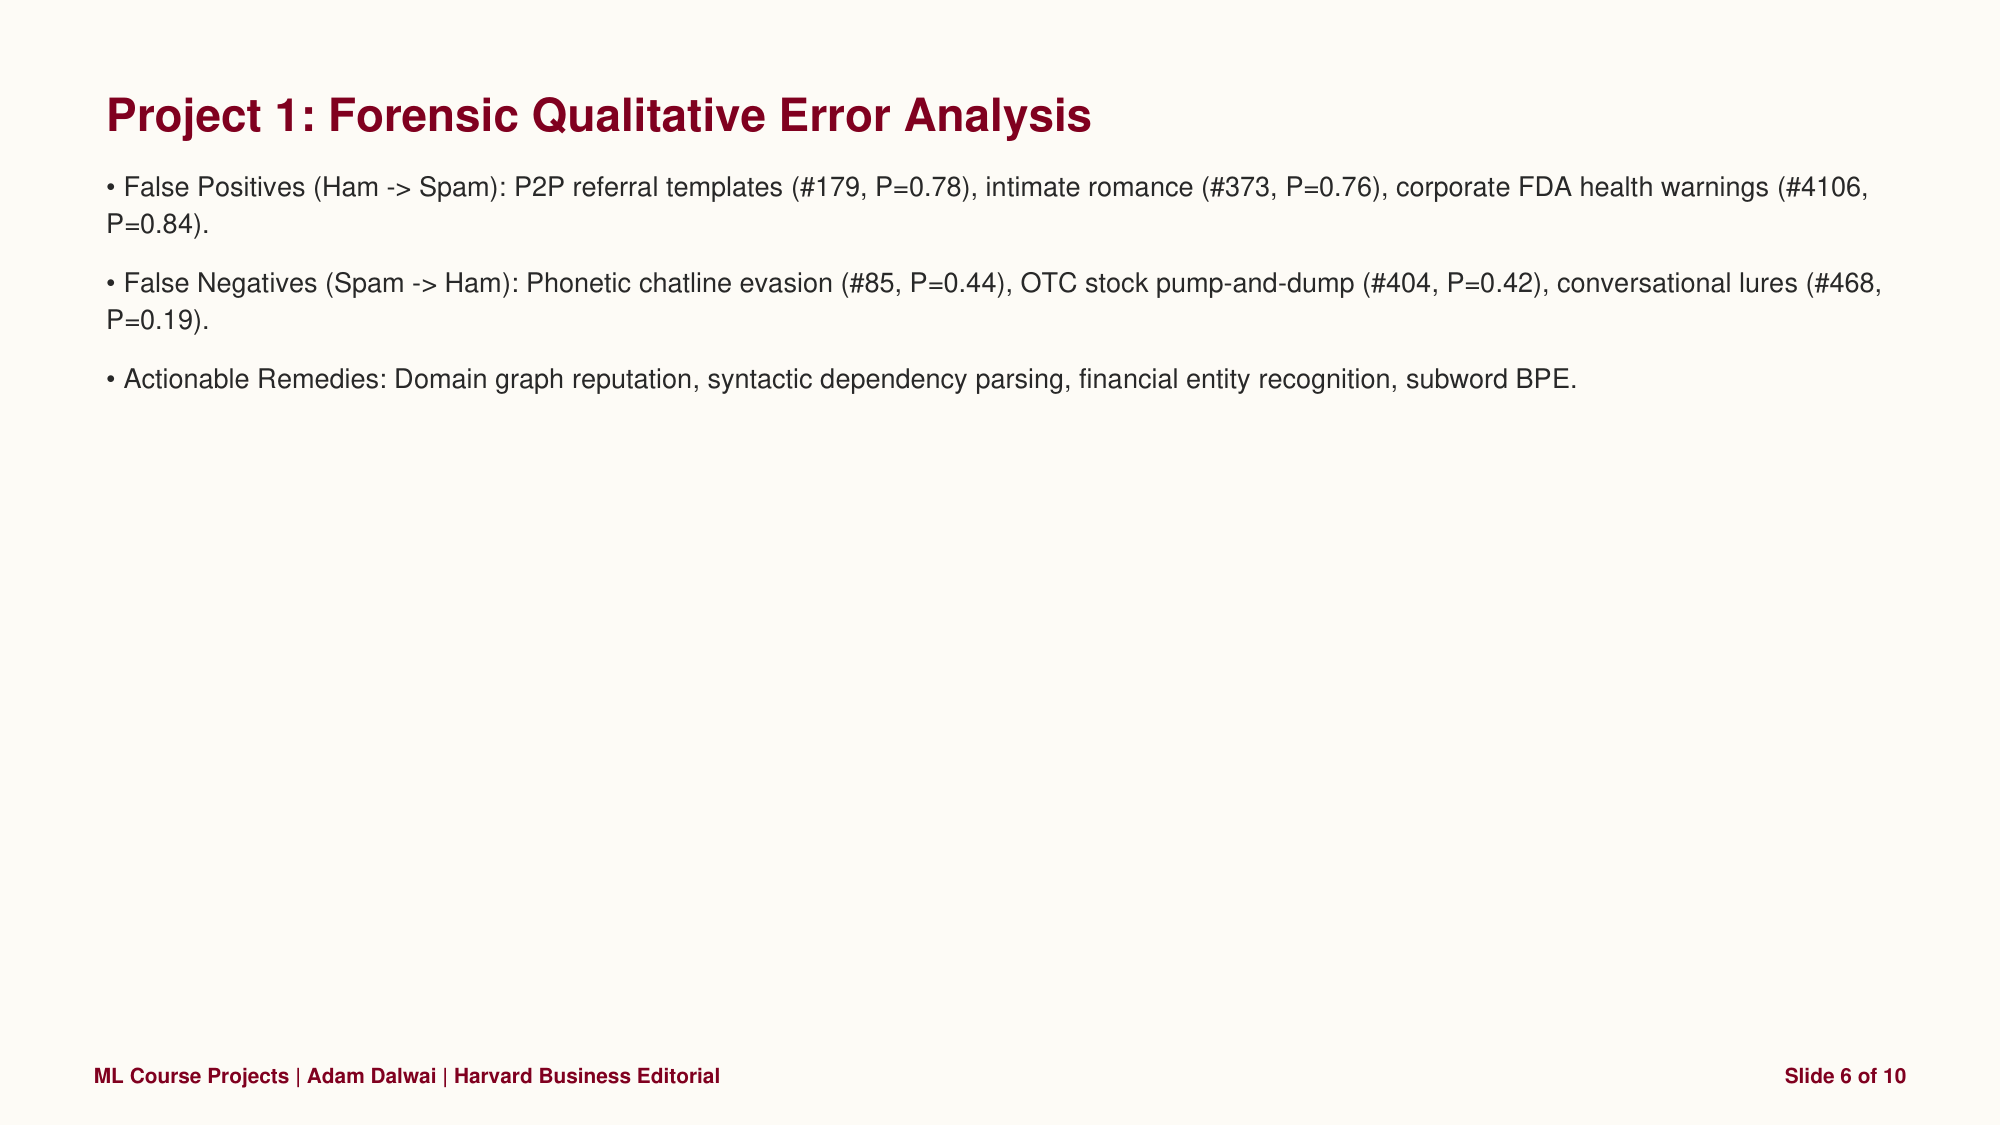 Project 1: Forensic Qualitative Error Analysis
• False Positives (Ham -> Spam): P2P referral templates (#179, P=0.78), intimate romance (#373, P=0.76), corporate FDA health warnings (#4106,
P=0.84).
• False Negatives (Spam -> Ham): Phonetic chatline evasion (#85, P=0.44), OTC stock pump-and-dump (#404, P=0.42), conversational lures (#468,
P=0.19).
• Actionable Remedies: Domain graph reputation, syntactic dependency parsing, financial entity recognition, subword BPE.
ML Course Projects | Adam Dalwai | Harvard Business Editorial
Slide 6 of 10